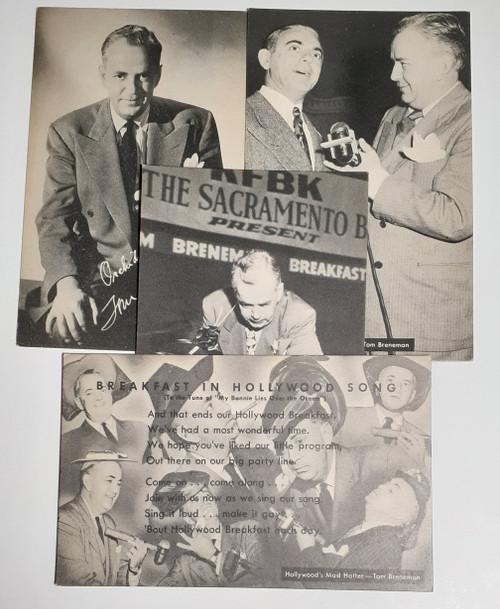 Orchids
Tom
Tom Breneman
KFBK
THE SACRAMENTO B
PRESENT
M BRENEM BREAKFAST
BREAKFAST IN HOLLYWOOD SONG
(To the tune of "My Bonnie Lies Over the Ocean")
And that ends our Hollywood Breakfast,
We've had a most wonderful time.
We hope you've liked our little program,
Out there on our big party line.
Come on . . . come along . .
Join with us now as we sing our song
Sing it loud . . . make it gay . . .
'Bout Hollywood Breakfast each day.
Hollywood's Mad Hatter—Tom Breneman